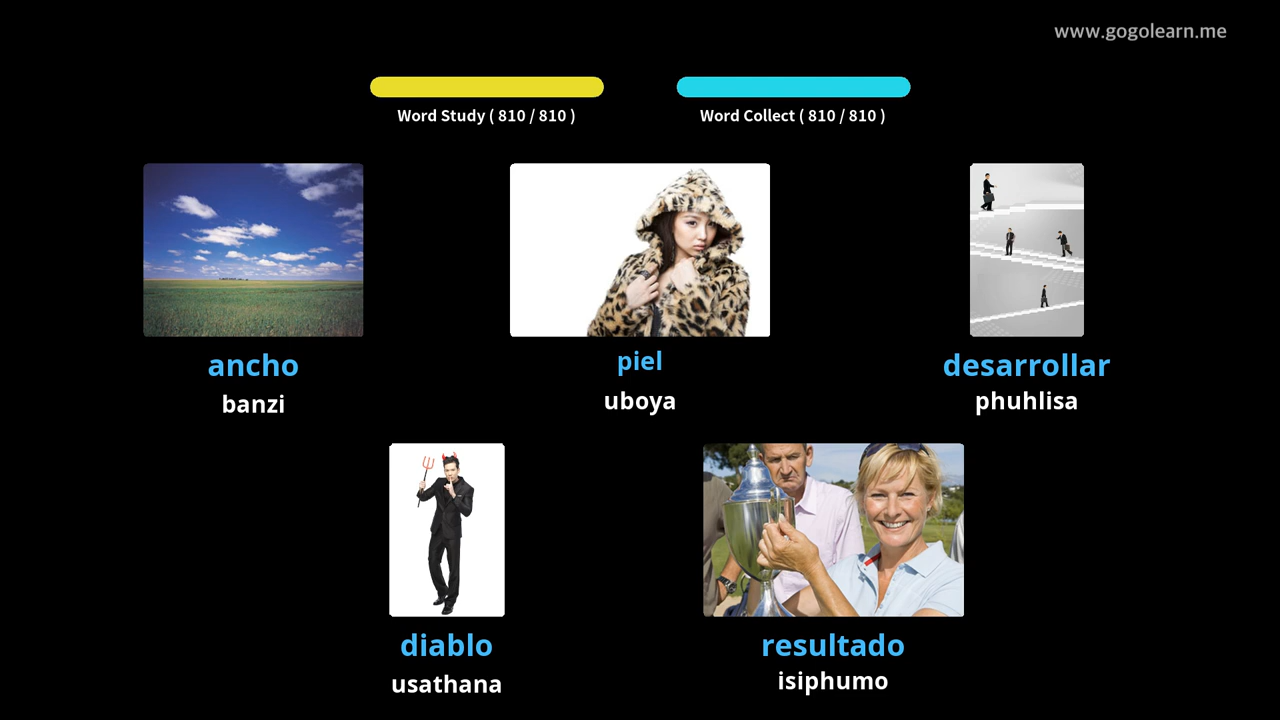 www.gogolearn.me
Word Study ( 810 / 810 )
Word Collect ( 810 / 810 )
ancho
banzi
piel
uboya
desarrollar
phuhlisa
diablo
usathana
resultado
isiphumo